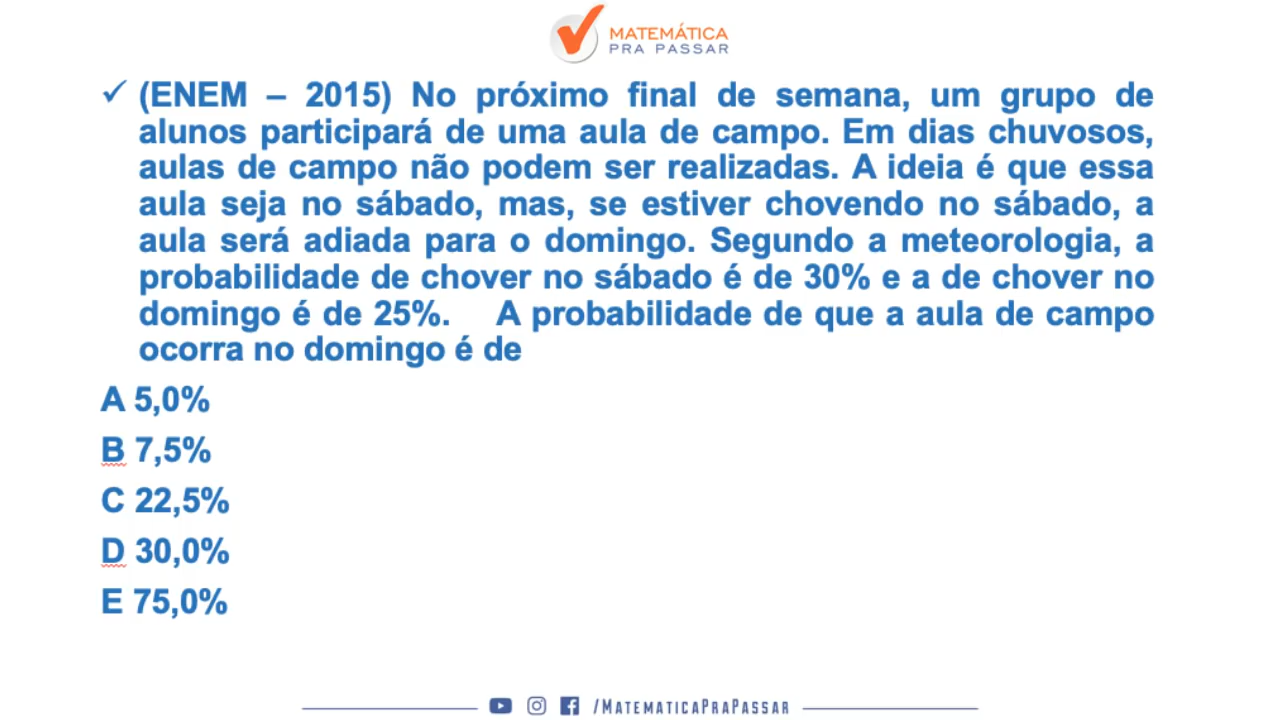 MATEMÁTICA
PRA PASSAR
✓ (ENEM – 2015) No próximo final de semana, um grupo de
alunos participará de uma aula de campo. Em dias chuvosos,
aulas de campo não podem ser realizadas. A ideia é que essa
aula seja no sábado, mas, se estiver chovendo no sábado, a
aula será adiada para o domingo. Segundo a meteorologia, a
probabilidade de chover no sábado é de 30% e a de chover no
domingo é de 25%. A probabilidade de que a aula de campo
ocorra no domingo é de
A 5,0%
B 7,5%
C 22,5%
D 30,0%
E 75,0%
/MATEMATICAPRAPASSAR